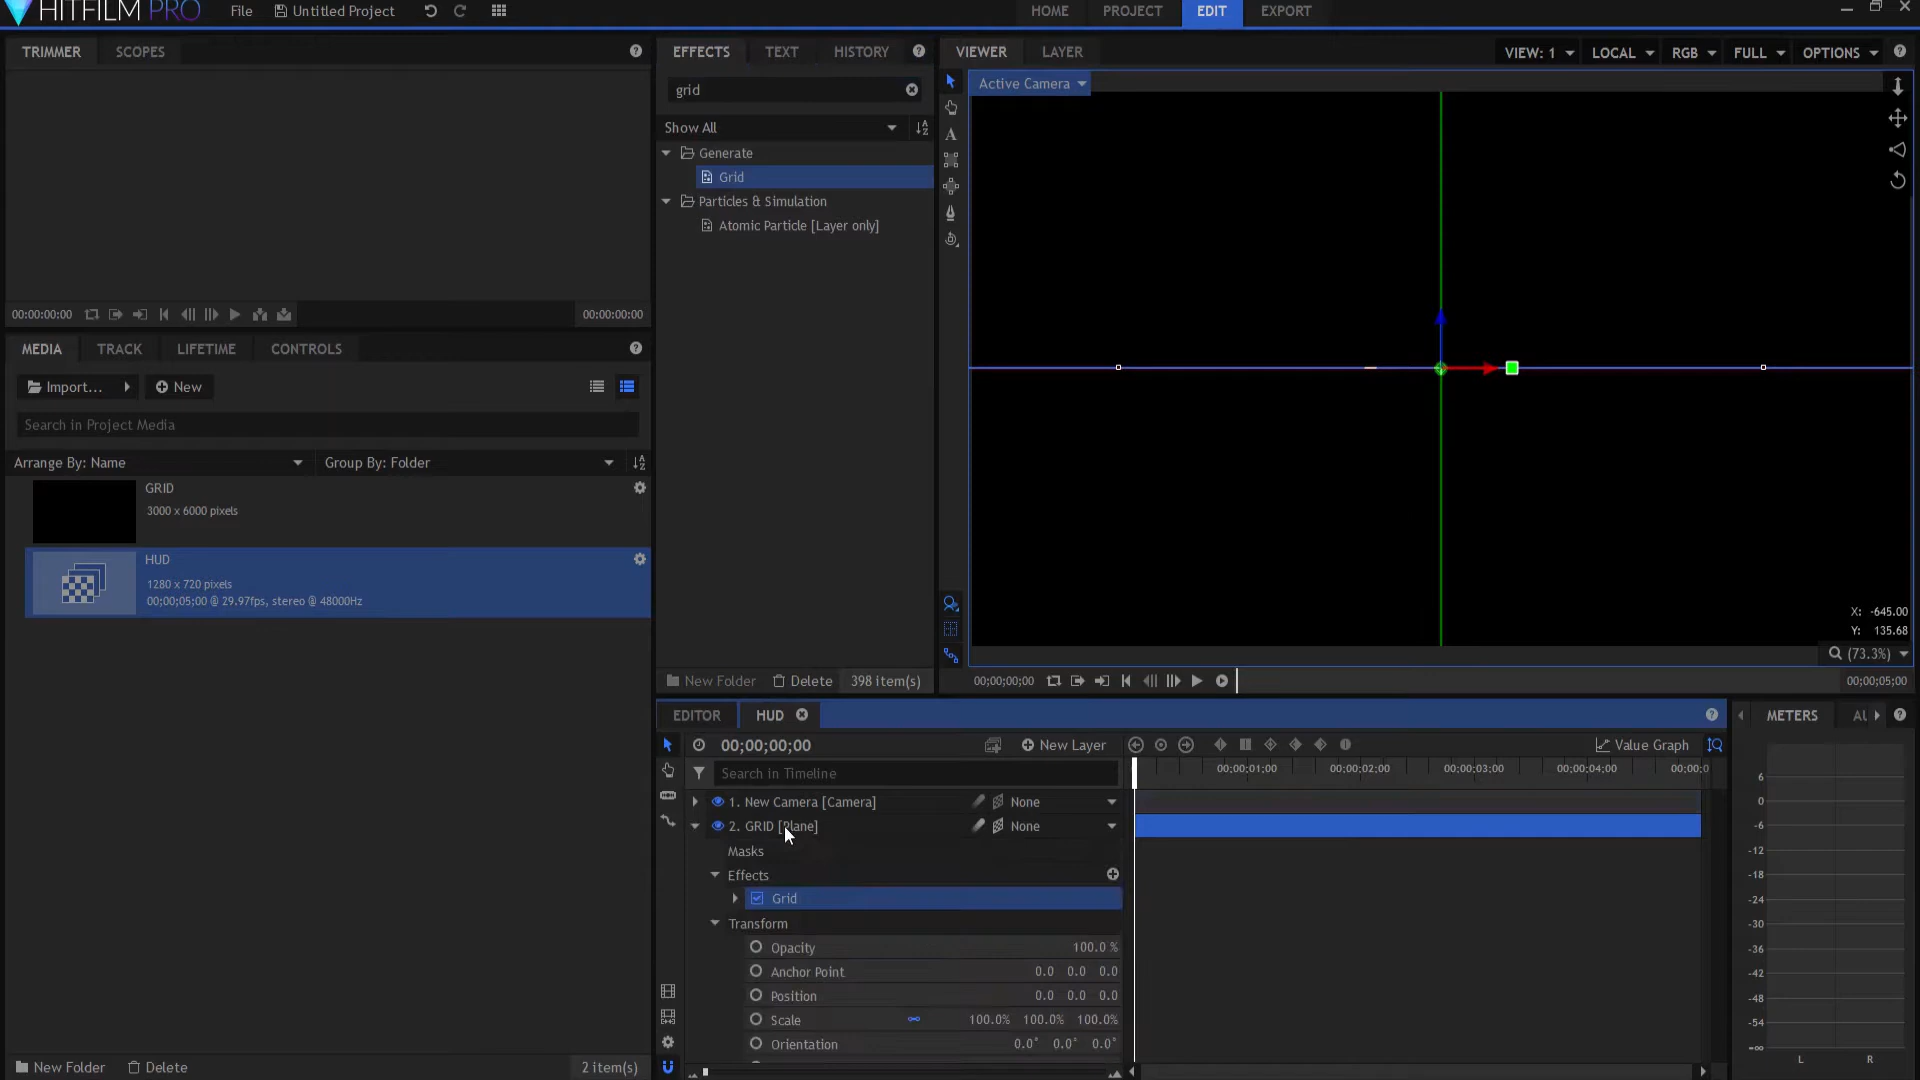 HITFILM PRO
File
Untitled Project
HOME
PROJECT
EDIT
EXPORT
TRIMMER
SCOPES
00:00:00:00
00:00:00:00
MEDIA
TRACK
LIFETIME
CONTROLS
Import...
New
Search in Project Media
Arrange By: Name
Group By: Folder
GRID
3000 x 6000 pixels
HUD
1280 x 720 pixels
00;00;05;00 @ 29.97fps, stereo @ 48000Hz
New Folder
Delete
2 item(s)
EFFECTS
TEXT
HISTORY
grid
Show All
Generate
Grid
Particles & Simulation
Atomic Particle [Layer only]
New Folder
Delete
398 item(s)
VIEWER
LAYER
VIEW: 1
LOCAL
RGB
FULL
OPTIONS
Active Camera
X: -645.00
Y: 135.68
(73.3%)
00;00;00;00
00;00;05;00
EDITOR
HUD
00;00;00;00
New Layer
Value Graph
Search in Timeline
00;00;01;00
00;00;02;00
00;00;03;00
00;00;04;00
00;00;0
1. New Camera [Camera]
None
2. GRID [Plane]
None
Masks
Effects
Grid
Transform
Opacity
100.0 %
Anchor Point
0.0 0.0 0.0
Position
0.0 0.0 0.0
Scale
100.0% 100.0% 100.0%
Orientation
0.0° 0.0° 0.0°
METERS
AU
6
0
-6
-12
-18
-24
-30
-36
-42
-48
-54
-∞
L
R